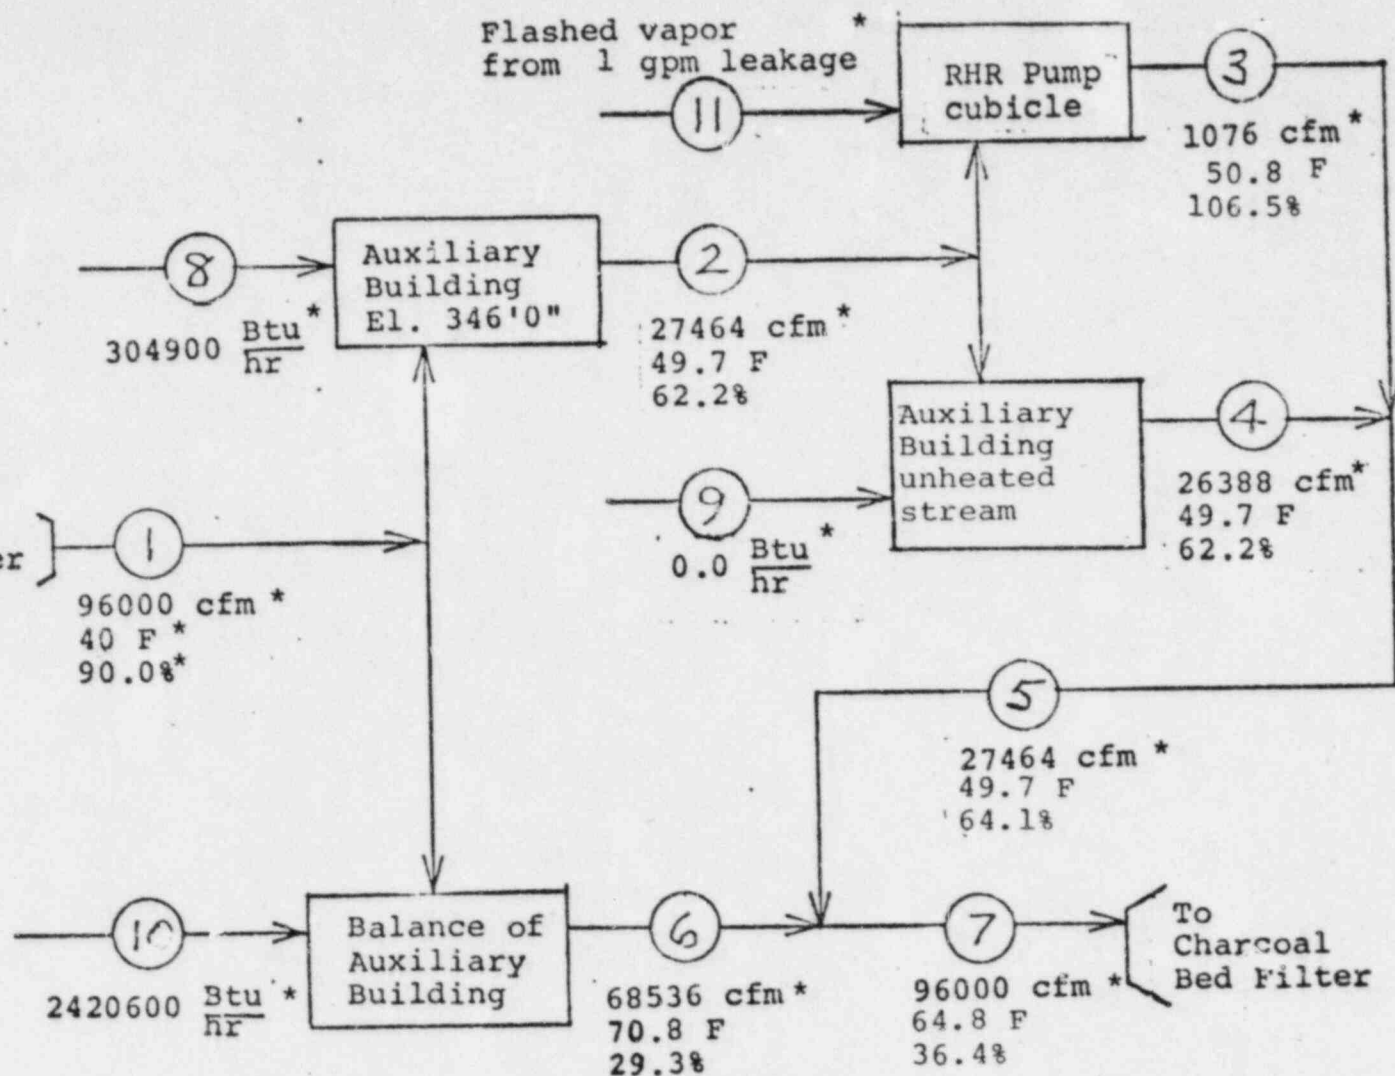 Flashed vapor *
from 1 gpm leakage
11
RHR Pump
cubicle
3
1076 cfm *
50.8 F
106.5%
8
304900 Btu *
hr
Auxiliary
Building
El. 346'0"
2
27464 cfm *
49.7 F
62.2%
9
0.0 Btu *
hr
Auxiliary
Building
unheated
stream
4
26388 cfm*
49.7 F
62.2%
er
1
96000 cfm *
40 F *
90.0%*
5
27464 cfm *
49.7 F
64.1%
10
2420600 Btu *
hr
Balance of
Auxiliary
Building
6
68536 cfm*
70.8 F
29.3%
7
96000 cfm *
64.8 F
36.4%
To
Charcoal
Bed Filter